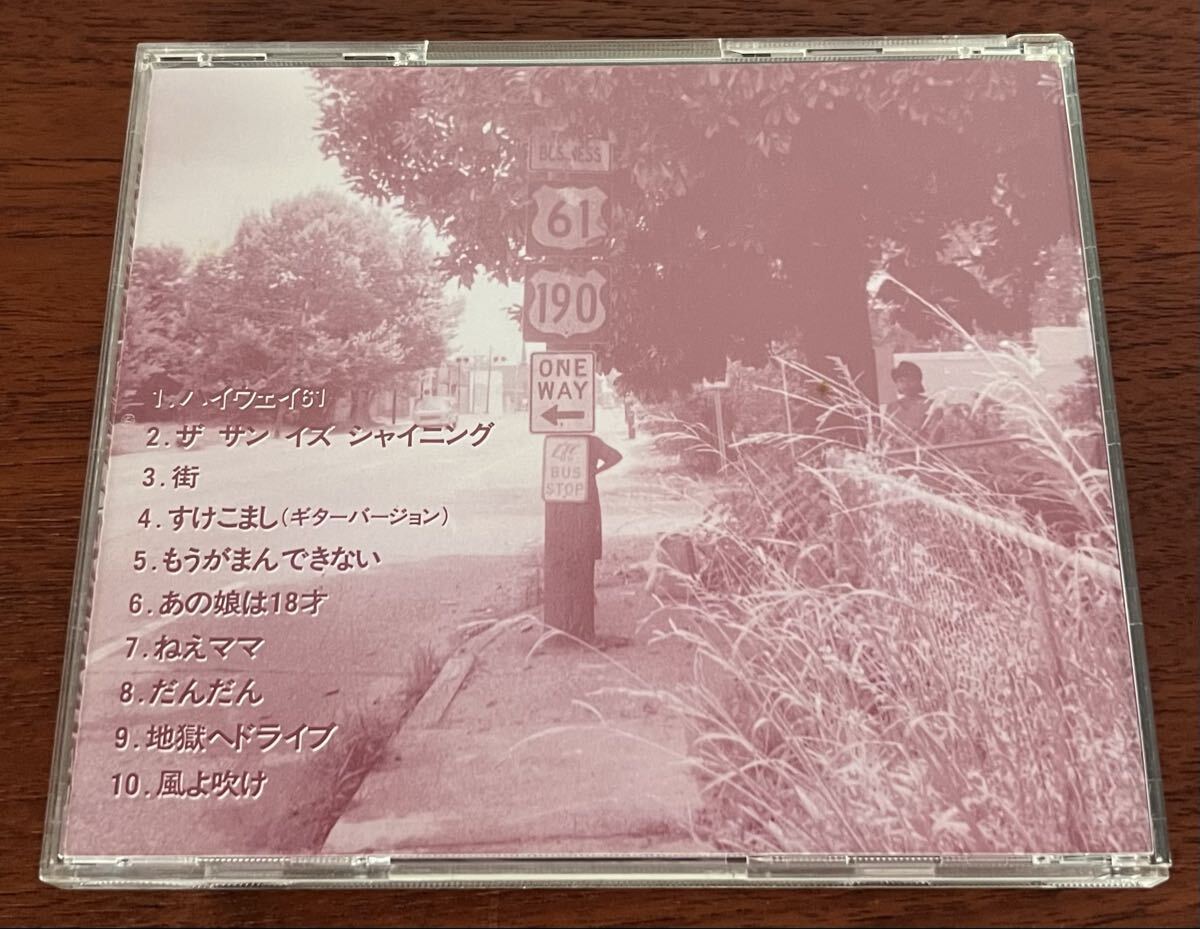 BUSINESS
61
190
ONE
WAY
BUS
STOP
1.ハイウェイ61
2.ザ サン イズ シャイニング
3.街
4.すけこまし(ギターバージョン)
5.もうがまんできない
6.あの娘は18才
7.ねえママ
8.だんだん
9.地獄へドライブ
10.風よ吹け